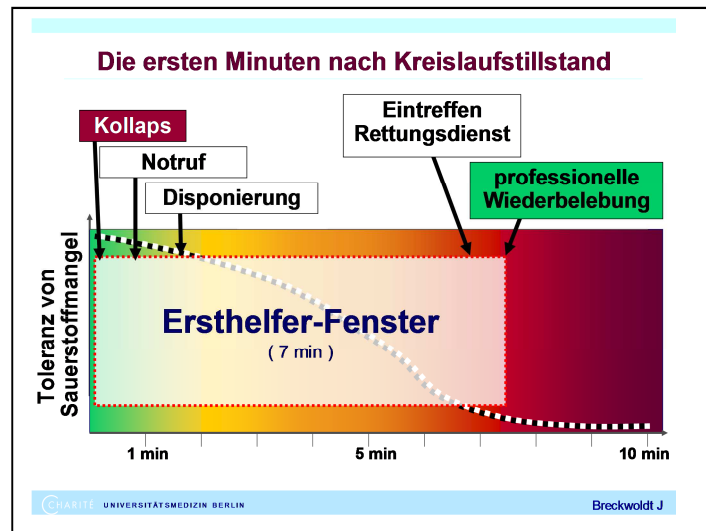 Die ersten Minuten nach Kreislaufstillstand
Kollaps
Notruf
Disponierung
Eintreffen
Rettungsdienst
professionelle
Wiederbelebung
Toleranz von
Sauerstoffmangel
Ersthelfer-Fenster
( 7 min )
1 min
5 min
10 min
CHARITÉ UNIVERSITÄTSMEDIZIN BERLIN
Breckwoldt J